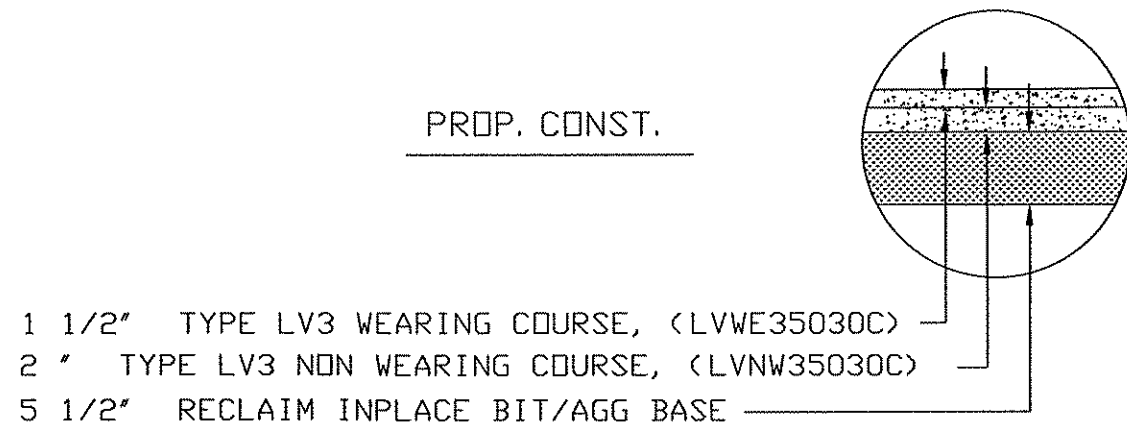 PROP. CONST.
1 1/2" TYPE LV3 WEARING COURSE, (LVWE35030C)
2 " TYPE LV3 NON WEARING COURSE, (LVNW35030C)
5 1/2" RECLAIM INPLACE BIT/AGG BASE